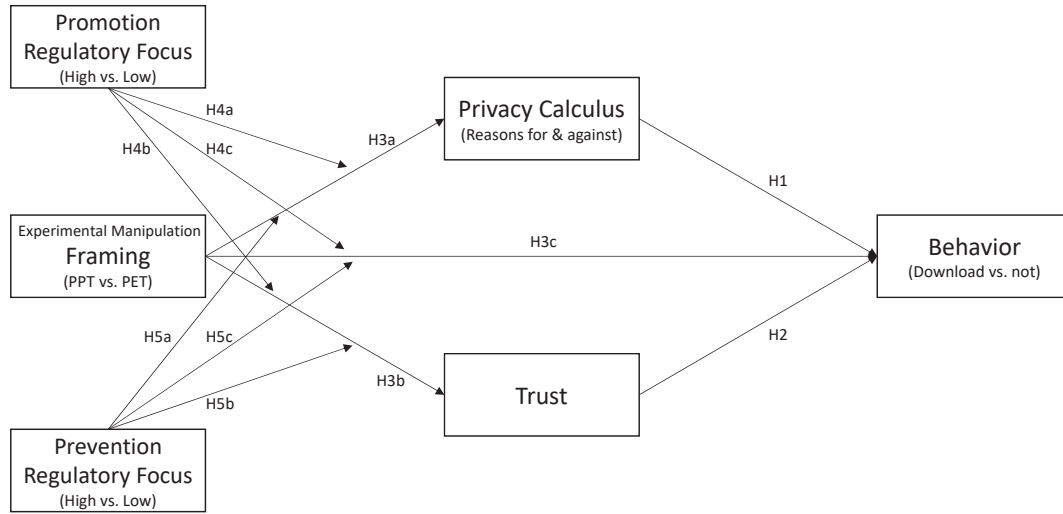 Promotion
Regulatory Focus
(High vs. Low)
H4a
H4b
H4c
H3a
Privacy Calculus
(Reasons for & against)
H1
Experimental Manipulation
Framing
(PPT vs. PET)
H3c
Behavior
(Download vs. not)
H5a
H5c
H5b
H3b
H2
Trust
Prevention
Regulatory Focus
(High vs. Low)